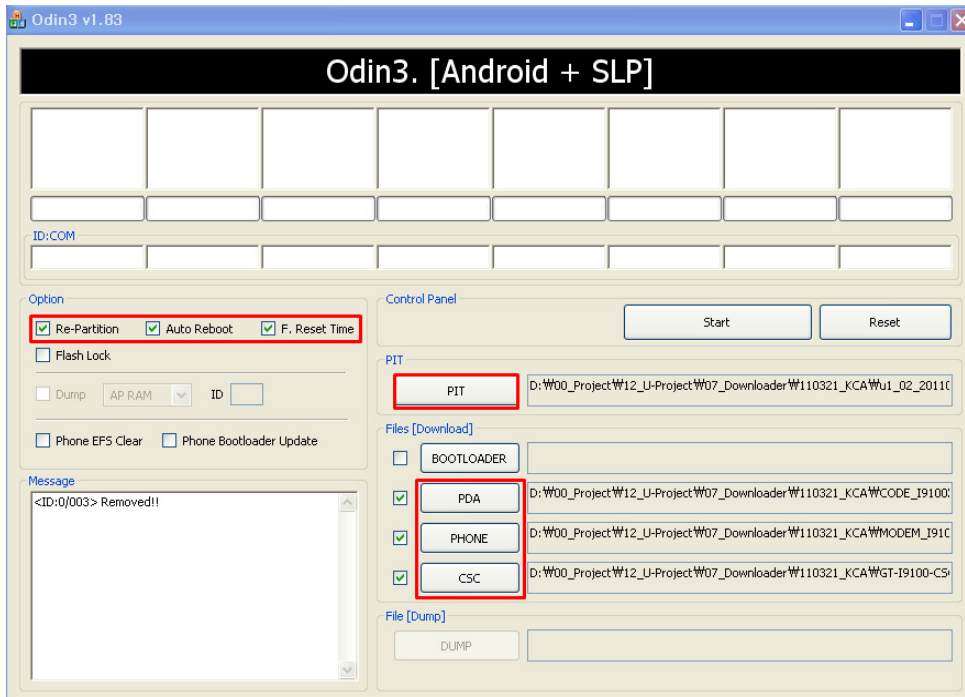 Odin3 v1.83
Odin3. [Android + SLP]
ID:COM
Option
Re-Partition
Auto Reboot
F. Reset Time
Flash Lock
Dump
AP RAM
ID
Phone EFS Clear
Phone Bootloader Update
Message
<ID:0/003> Removed!!
Control Panel
Start
Reset
PIT
PIT
D:₩00_Project₩12_U-Project₩07_Downloader₩110321_KCA₩u1_02_20110
Files [Download]
BOOTLOADER
PDA
D:₩00_Project₩12_U-Project₩07_Downloader₩110321_KCA₩CODE_I9100
PHONE
D:₩00_Project₩12_U-Project₩07_Downloader₩110321_KCA₩MODEM_I910
CSC
D:₩00_Project₩12_U-Project₩07_Downloader₩110321_KCA₩GT-I9100-CS
File [Dump]
DUMP